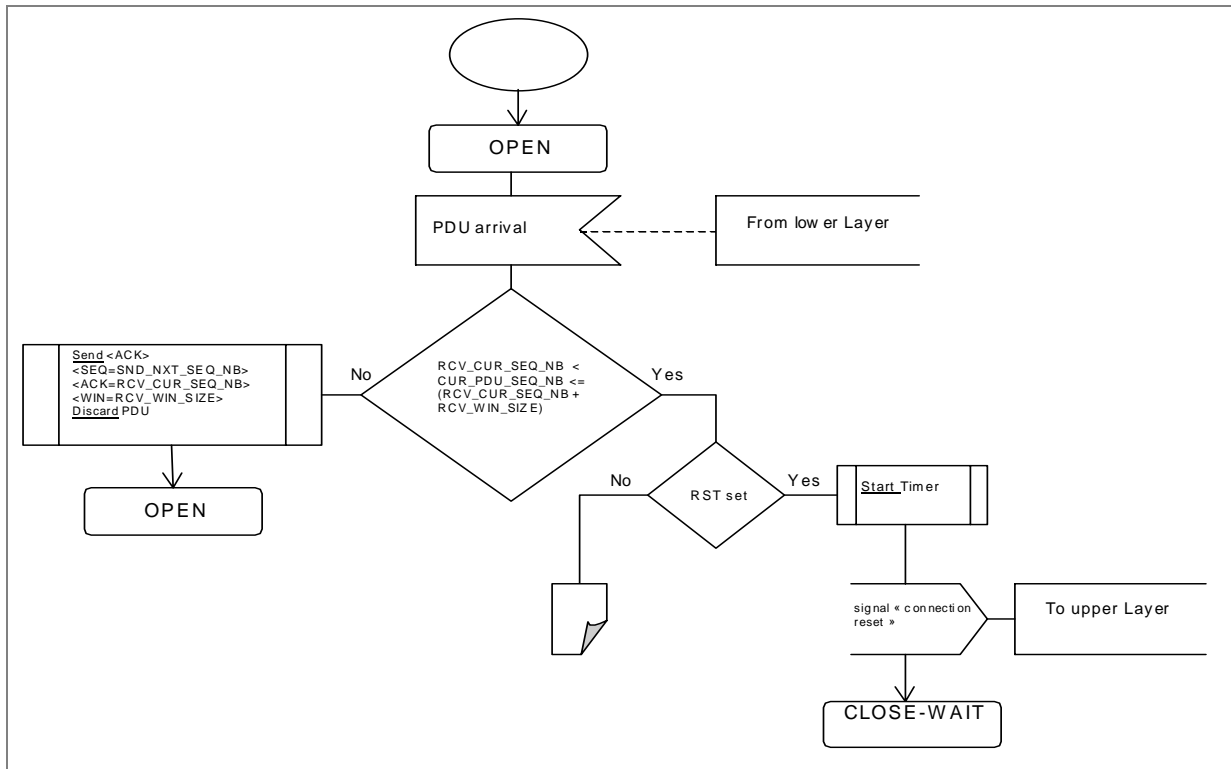 OPEN
PDU arrival
From lower Layer
RCV_CUR_SEQ_NB <
CUR_PDU_SEQ_NB <=
(RCV_CUR_SEQ_NB +
RCV_WIN_SIZE)
No
Yes
Send <ACK>
<SEQ=SND_NXT_SEQ_NB>
<ACK=RCV_CUR_SEQ_NB>
<WIN=RCV_WIN_SIZE>
Discard PDU
OPEN
RST set
No
Yes
Start Timer
signal « connection
reset »
To upper Layer
CLOSE-WAIT